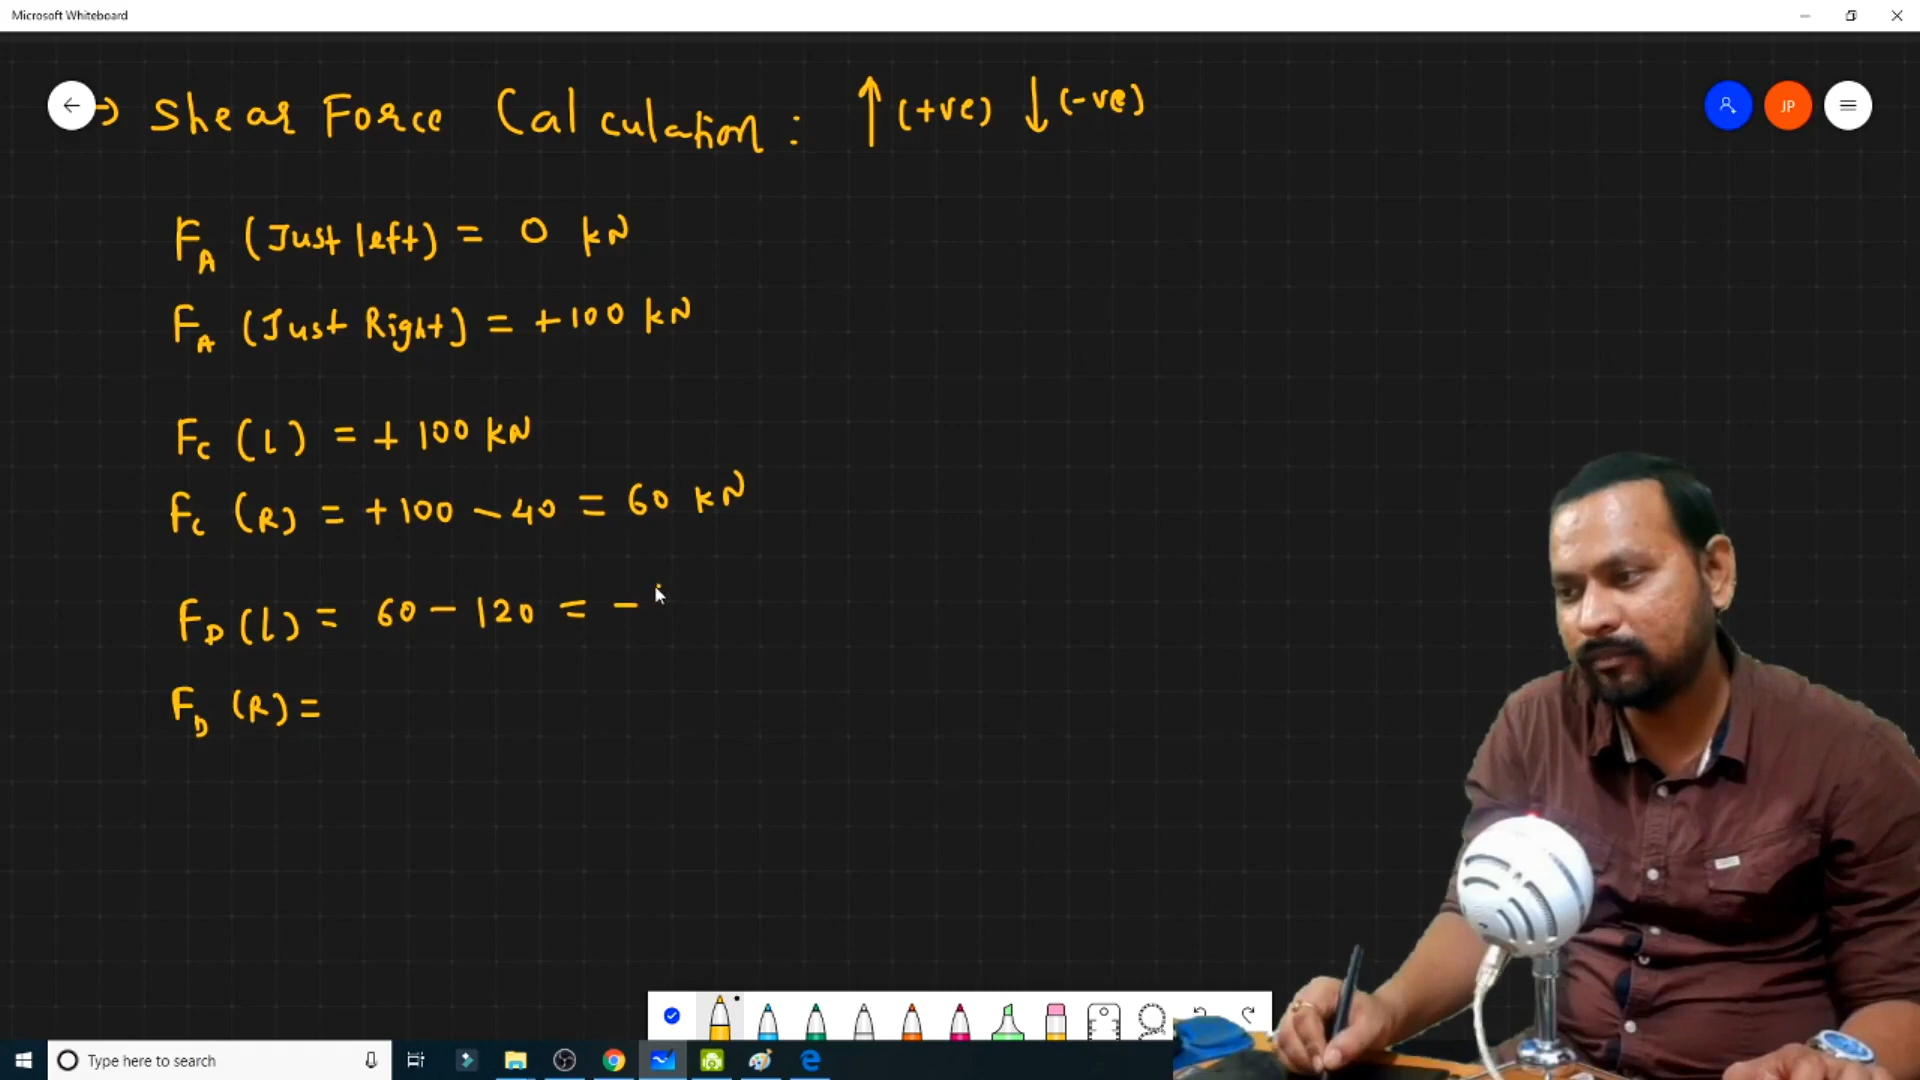 Microsoft Whiteboard
→ Shear Force Calculation : ↑ (+ve) ↓ (-ve)
JP
F_A (Just left) = 0 kN
F_A (Just Right) = +100 kN
F_C (L) = + 100 kN
F_C (R) = +100 - 40 = 60 kN
F_D (L) = 60 - 120 = -
F_D (R) =
Type here to search